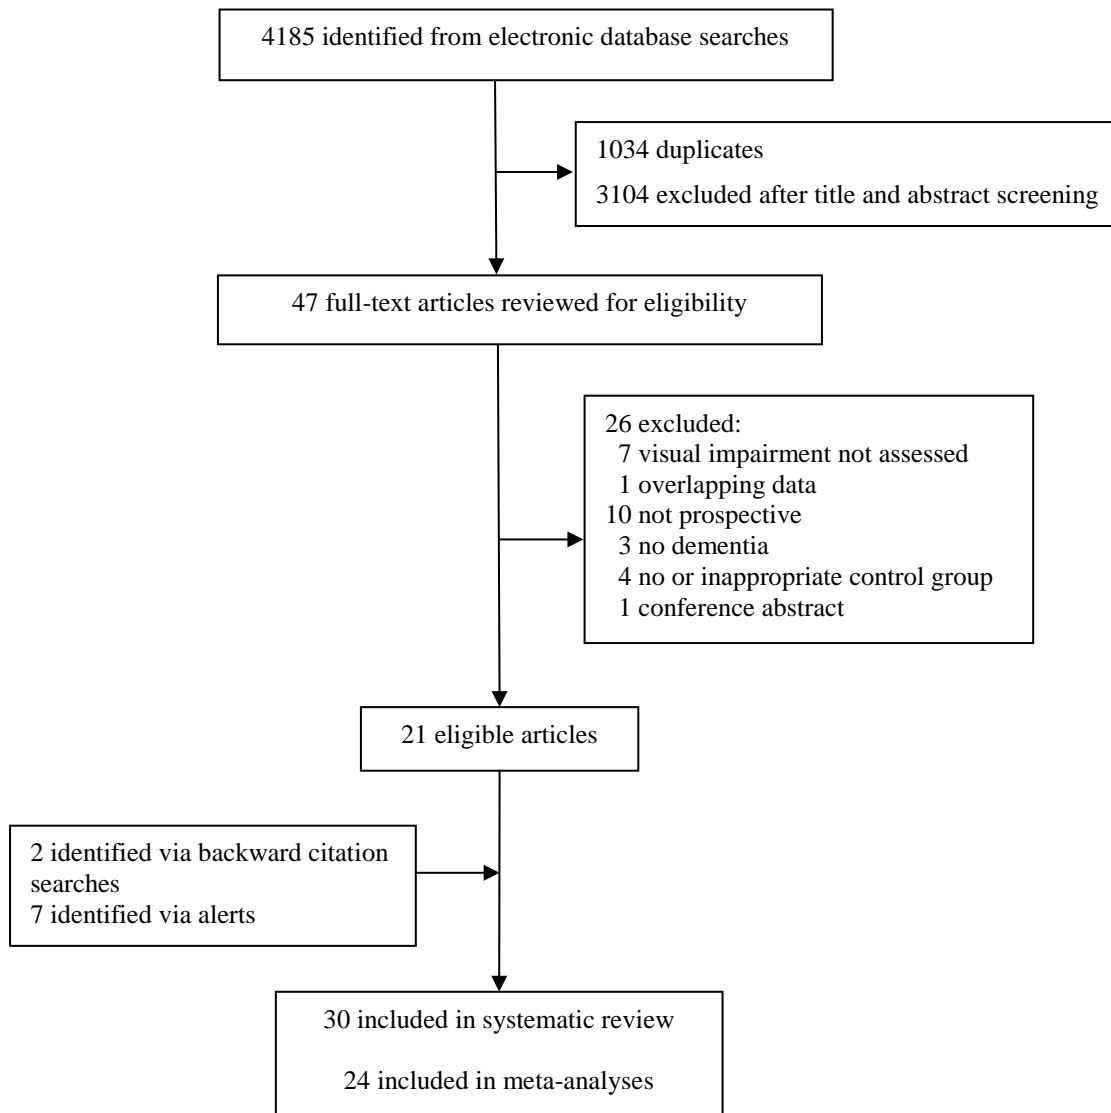 4185 identified from electronic database searches
1034 duplicates
3104 excluded after title and abstract screening
47 full-text articles reviewed for eligibility
26 excluded:
7 visual impairment not assessed
1 overlapping data
10 not prospective
3 no dementia
4 no or inappropriate control group
1 conference abstract
21 eligible articles
2 identified via backward citation
searches
7 identified via alerts
30 included in systematic review
24 included in meta-analyses